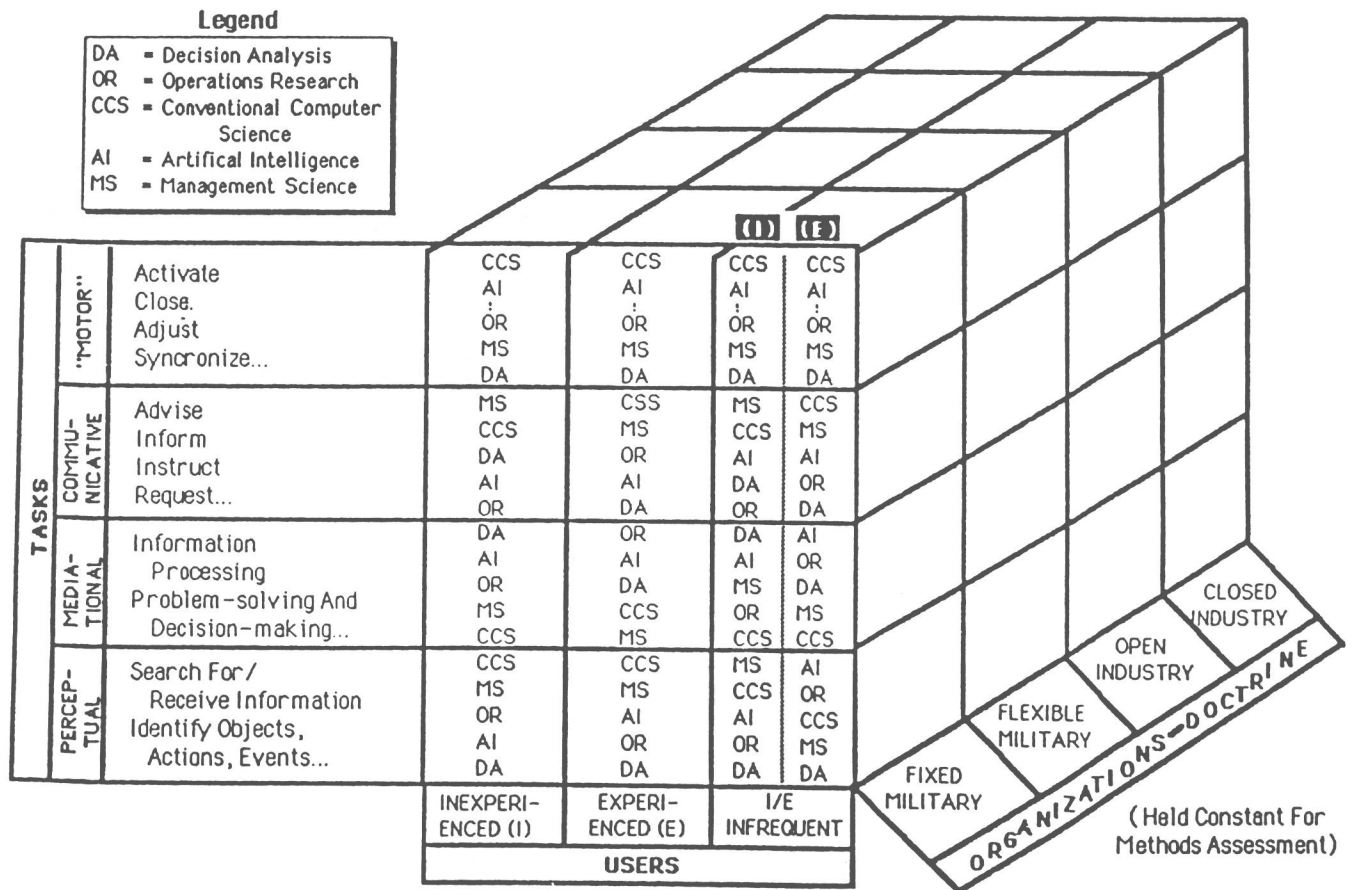 Legend
DA = Decision Analysis
OR = Operations Research
CCS = Conventional Computer
Science
AI = Artifical Intelligence
MS = Management Science
(I) (E)
TASKS
"MOTOR"
Activate
Close.
Adjust
Syncronize...
CCS CCS CCS CCS
AI AI AI AI
OR OR OR OR
MS MS MS MS
DA DA DA DA
COMMU-
NICATIVE
Advise
Inform
Instruct
Request...
MS CSS MS CCS
CCS MS CCS MS
DA OR AI AI
AI AI DA OR
OR DA OR DA
MEDIA-
TIONAL
Information
Processing
Problem-solving And
Decision-making...
DA OR DA AI
AI AI AI OR
OR DA MS DA
MS CCS OR MS
CCS MS CCS CCS
PERCEP-
TUAL
Search For/
Receive Information
Identify Objects,
Actions, Events...
CCS CCS MS AI
MS MS CCS OR
OR AI AI CCS
AI OR OR MS
DA DA DA DA
INEXPERI-
ENCED (I)
EXPERI-
ENCED (E)
I/E
INFREQUENT
USERS
FIXED
MILITARY
FLEXIBLE
MILITARY
OPEN
INDUSTRY
CLOSED
INDUSTRY
ORGANIZATIONS-DOCTRINE
(Held Constant For
Methods Assessment)